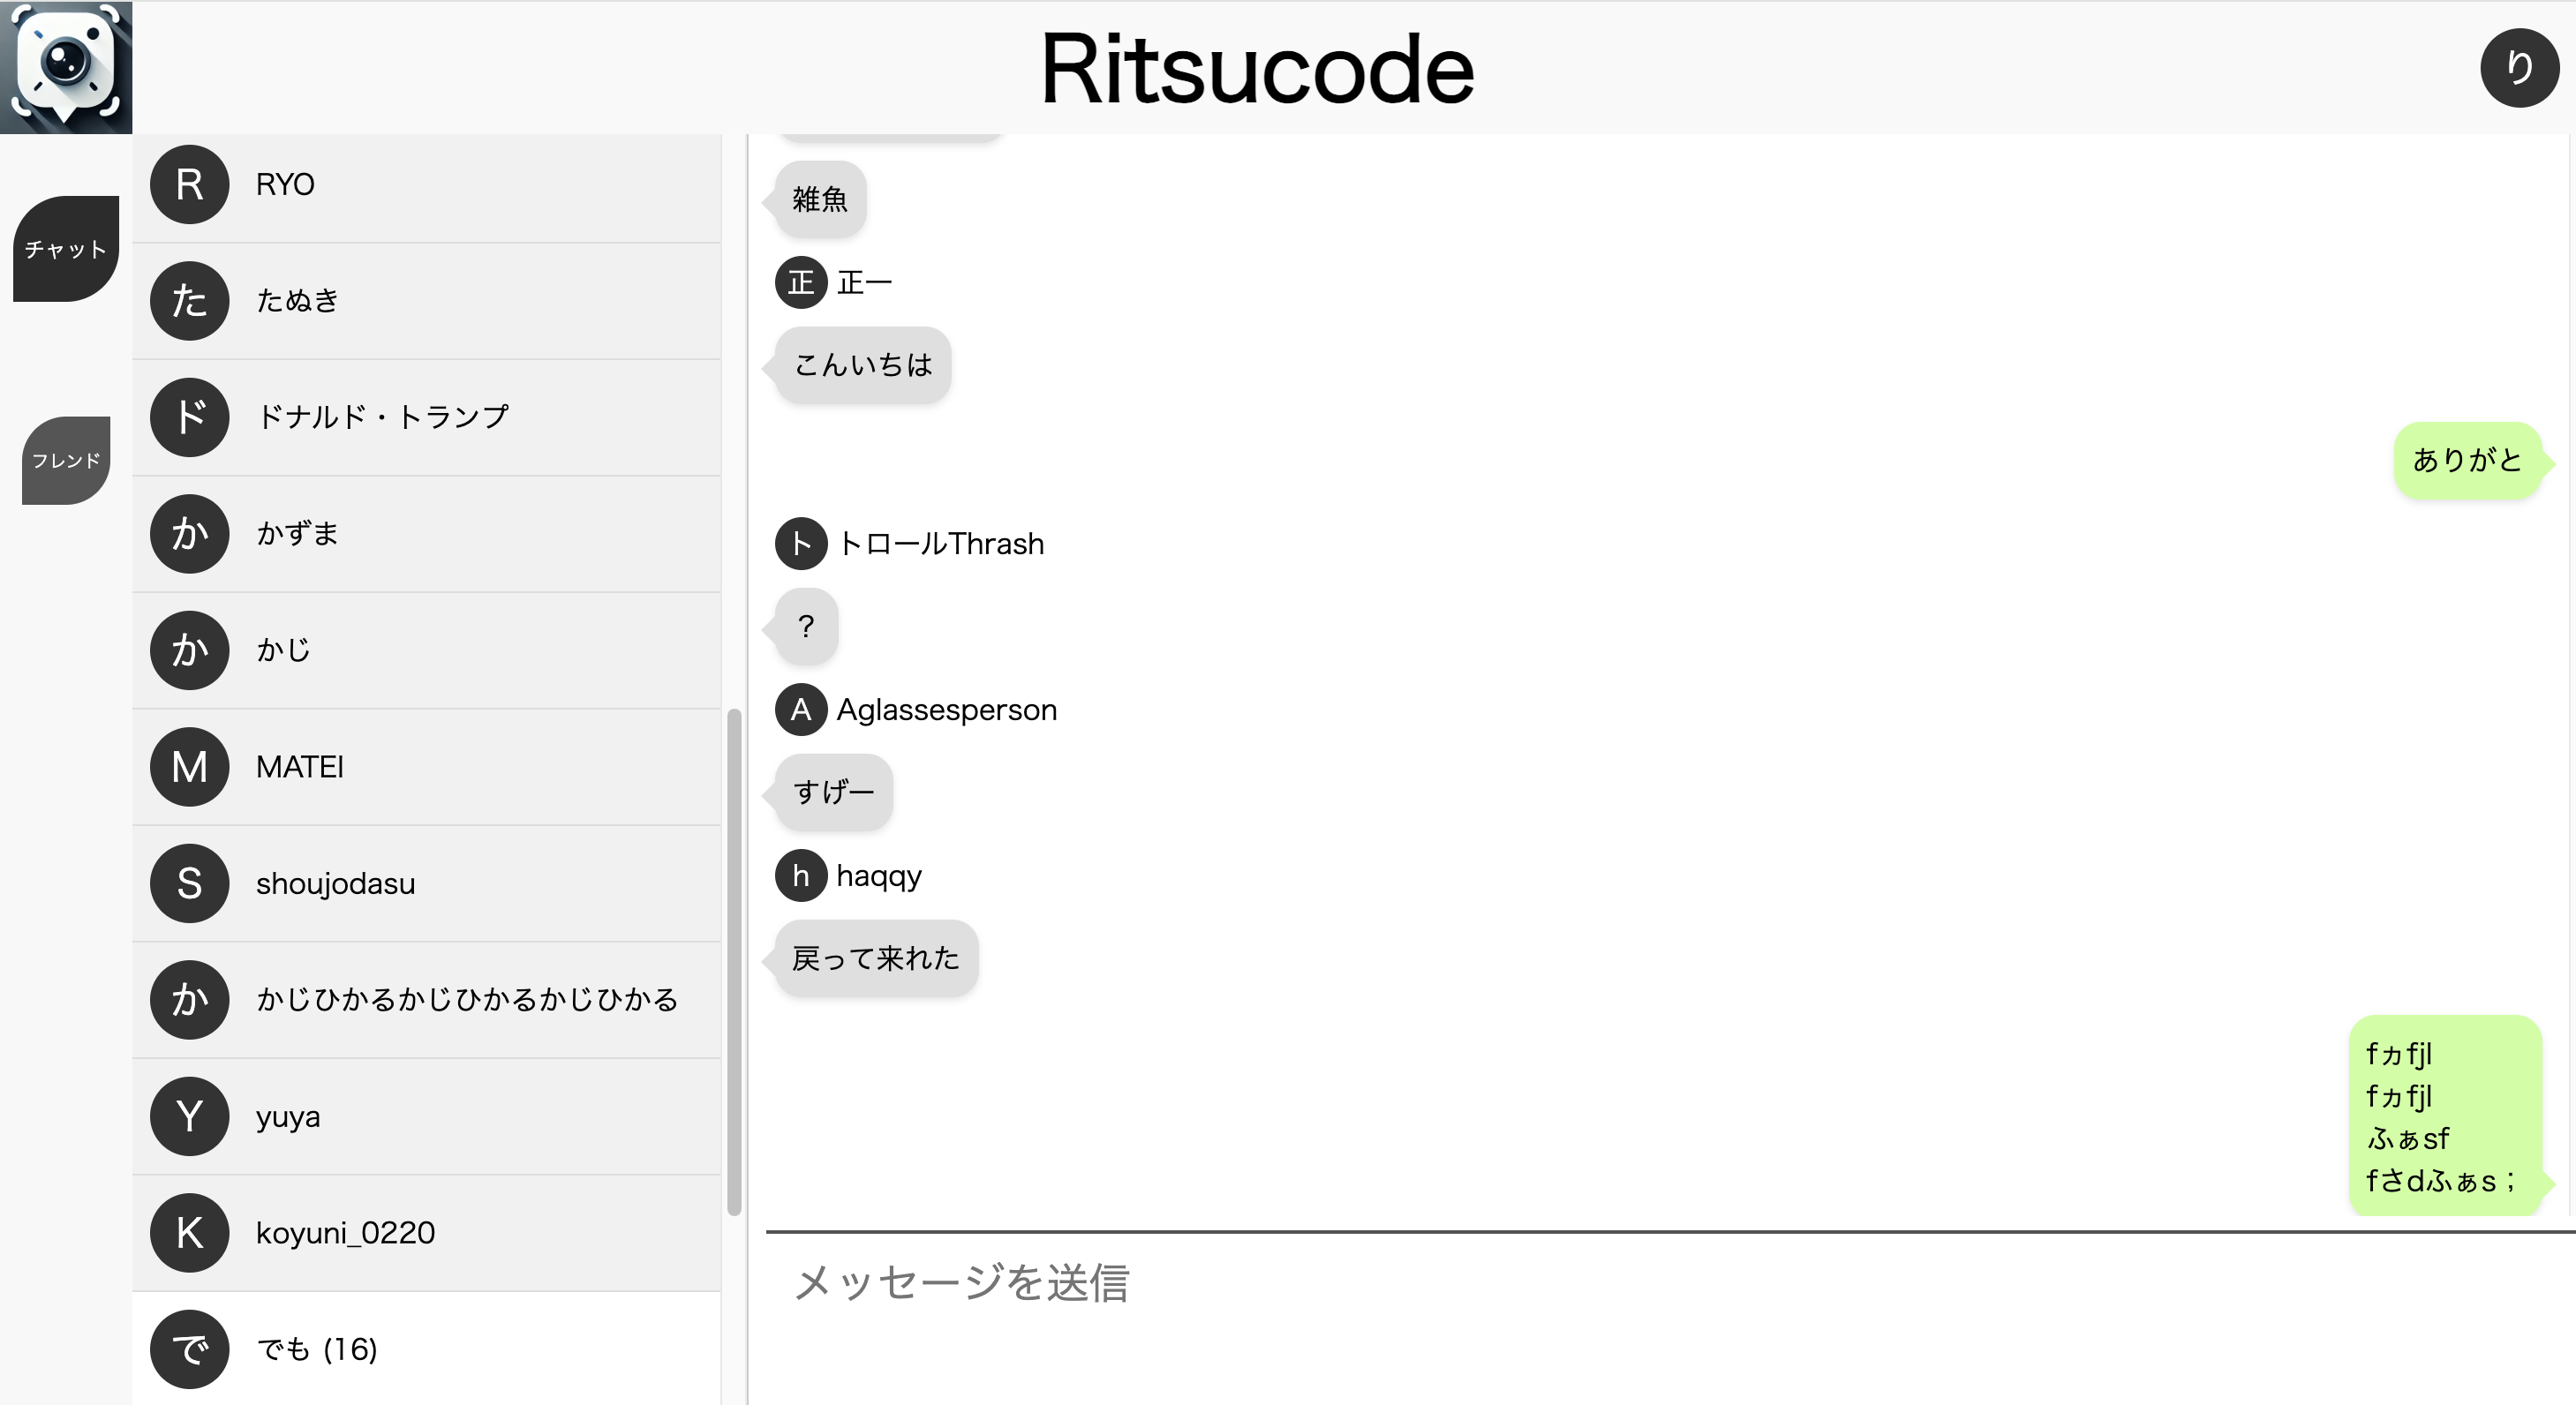 Ritsucode
り
チャット
フレンド
R
RYO
た
たぬき
ド
ドナルド・トランプ
か
かずま
か
かじ
M
MATEI
S
shoujodasu
か
かじひかるかじひかるかじひかる
Y
yuya
K
koyuni_0220
で
でも (16)
雑魚
正
正一
こんいちは
ありがと
ト
トロールThrash
？
A
Aglassesperson
すげー
h
haqqy
戻って来れた
fヵfjl
fヵfjl
ふぁsf
fさdふぁs；
メッセージを送信